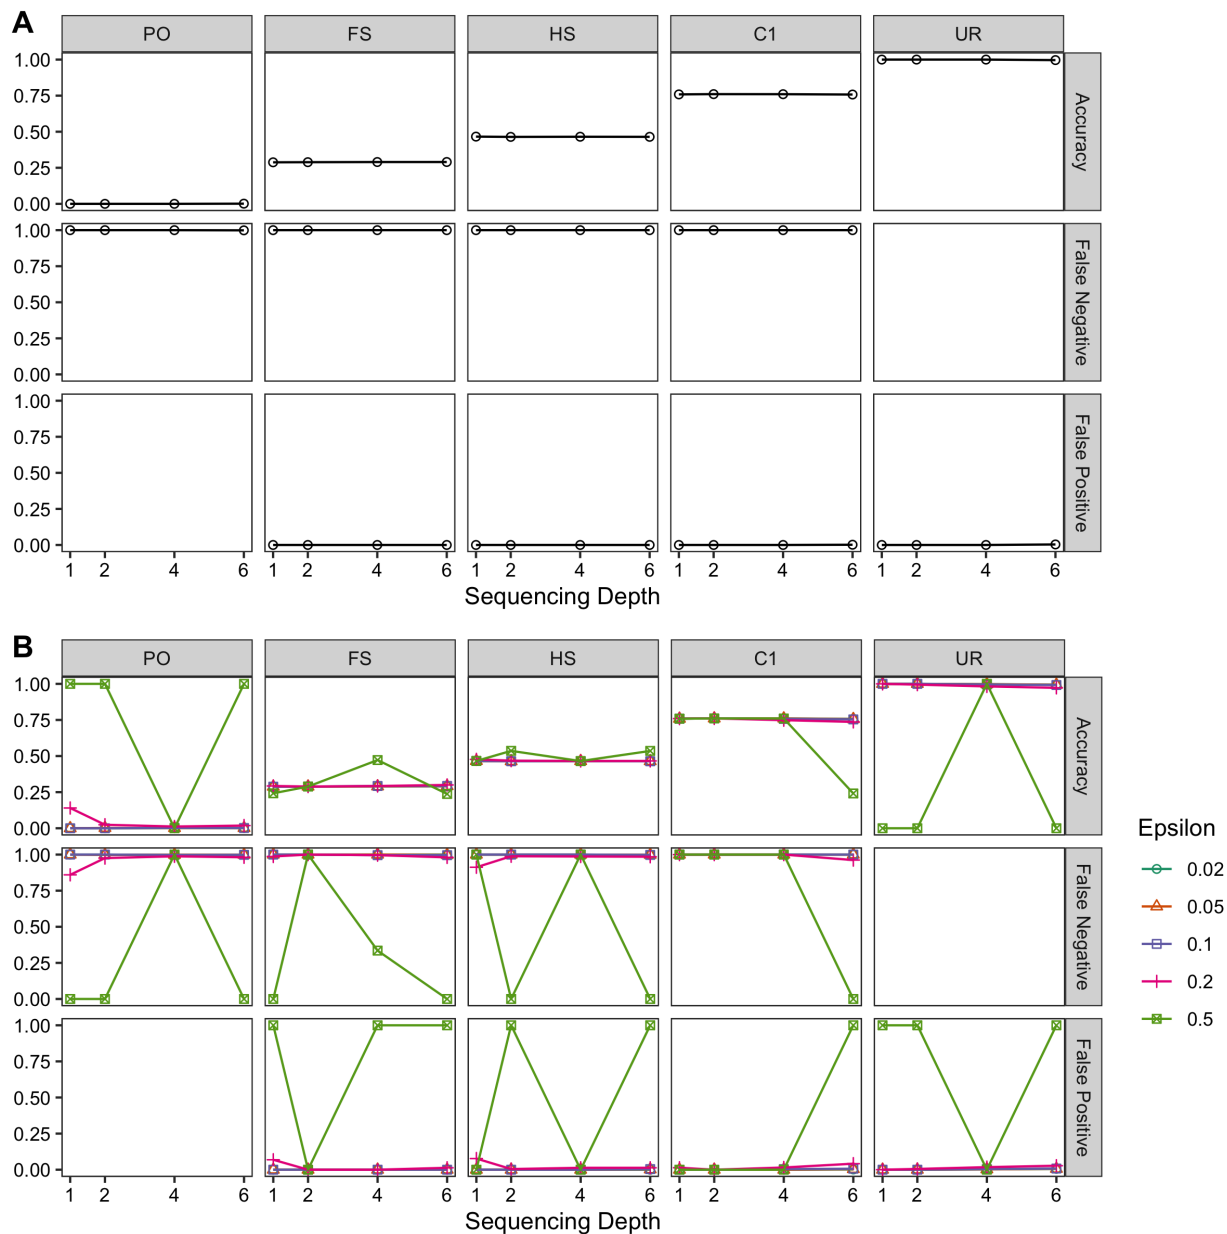 A
PO FS HS C1 UR
1.00
0.75
0.50
0.25
0.00
Accuracy
1.00
0.75
0.50
0.25
0.00
False Negative
1.00
0.75
0.50
0.25
0.00
False Positive
1 2 4 6 1 2 4 6 1 2 4 6 1 2 4 6 1 2 4 6
Sequencing Depth
B
PO FS HS C1 UR
1.00
0.75
0.50
0.25
0.00
Accuracy
1.00
0.75
0.50
0.25
0.00
False Negative
1.00
0.75
0.50
0.25
0.00
False Positive
1 2 4 6 1 2 4 6 1 2 4 6 1 2 4 6 1 2 4 6
Sequencing Depth
Epsilon
0.02
0.05
0.1
0.2
0.5